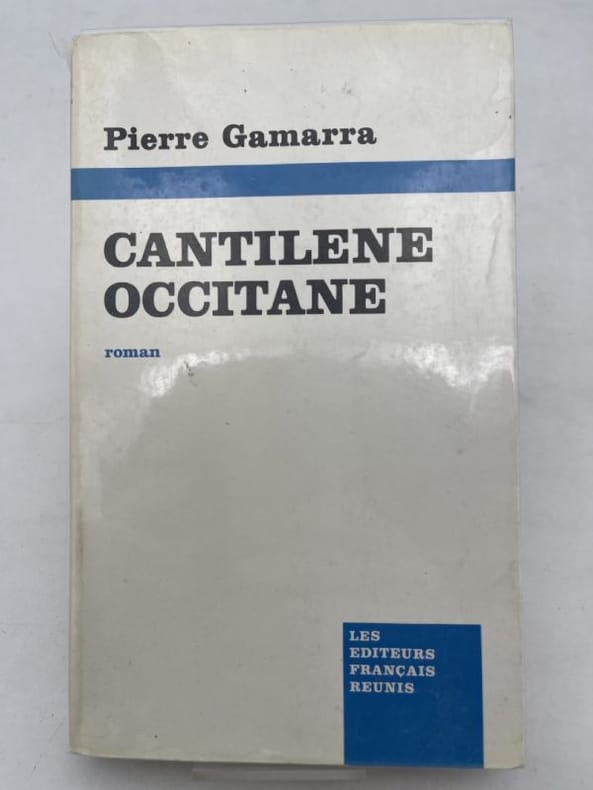 Pierre Gamarra
CANTILENE
OCCITANE
roman
LES
EDITEURS
FRANÇAIS
REUNIS